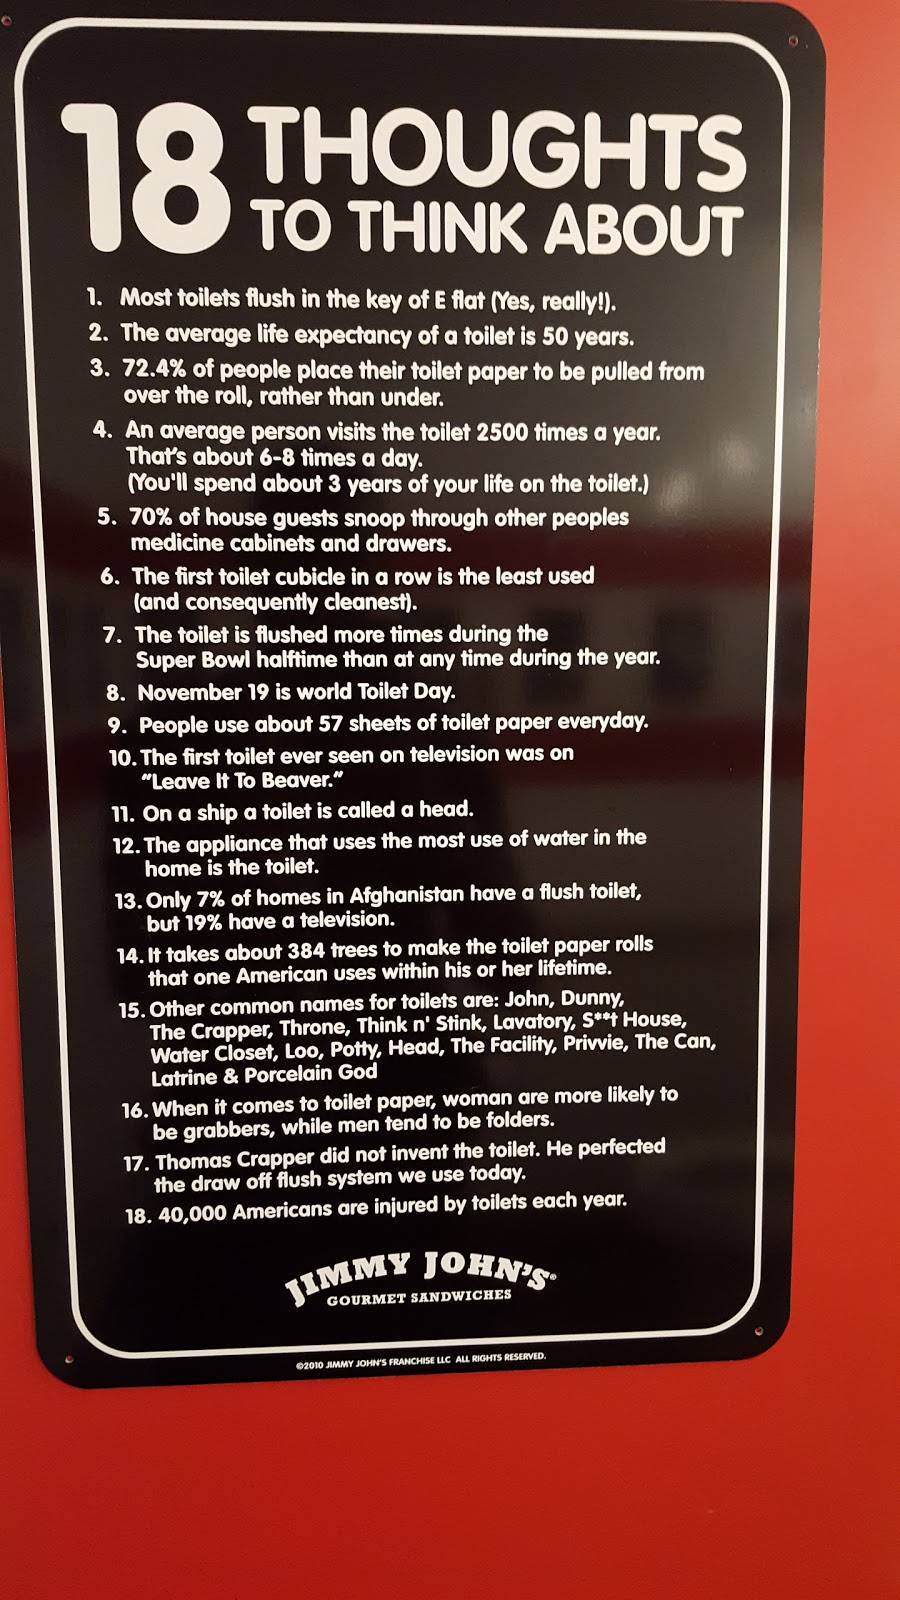 18 THOUGHTS
TO THINK ABOUT
1. Most toilets flush in the key of E flat (Yes, really!).
2. The average life expectancy of a toilet is 50 years.
3. 72.4% of people place their toilet paper to be pulled from
over the roll, rather than under.
4. An average person visits the toilet 2500 times a year.
That's about 6-8 times a day.
(You'll spend about 3 years of your life on the toilet.)
5. 70% of house guests snoop through other peoples
medicine cabinets and drawers.
6. The first toilet cubicle in a row is the least used
(and consequently cleanest).
7. The toilet is flushed more times during the
Super Bowl halftime than at any time during the year.
8. November 19 is world Toilet Day.
9. People use about 57 sheets of toilet paper everyday.
10. The first toilet ever seen on television was on
"Leave It To Beaver."
11. On a ship a toilet is called a head.
12. The appliance that uses the most use of water in the
home is the toilet.
13. Only 7% of homes in Afghanistan have a flush toilet,
but 19% have a television.
14. It takes about 384 trees to make the toilet paper rolls
that one American uses within his or her lifetime.
15. Other common names for toilets are: John, Dunny,
The Crapper, Throne, Think n' Stink, Lavatory, S**t House,
Water Closet, Loo, Potty, Head, The Facility, Privvie, The Can,
Latrine & Porcelain God
16. When it comes to toilet paper, woman are more likely to
be grabbers, while men tend to be folders.
17. Thomas Crapper did not invent the toilet. He perfected
the draw off flush system we use today.
18. 40,000 Americans are injured by toilets each year.
JIMMY JOHN'S®
GOURMET SANDWICHES
©2010 JIMMY JOHN'S FRANCHISE LLC ALL RIGHTS RESERVED.